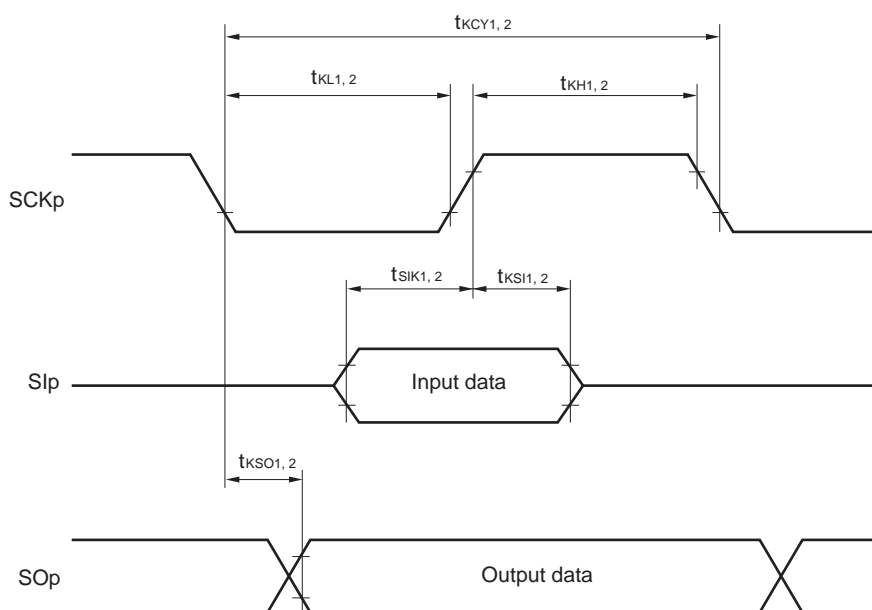 tKCY1, 2
tKL1, 2
tKH1, 2
SCKp
tSIK1, 2
tKSI1, 2
SIp
Input data
tKSO1, 2
SOp
Output data